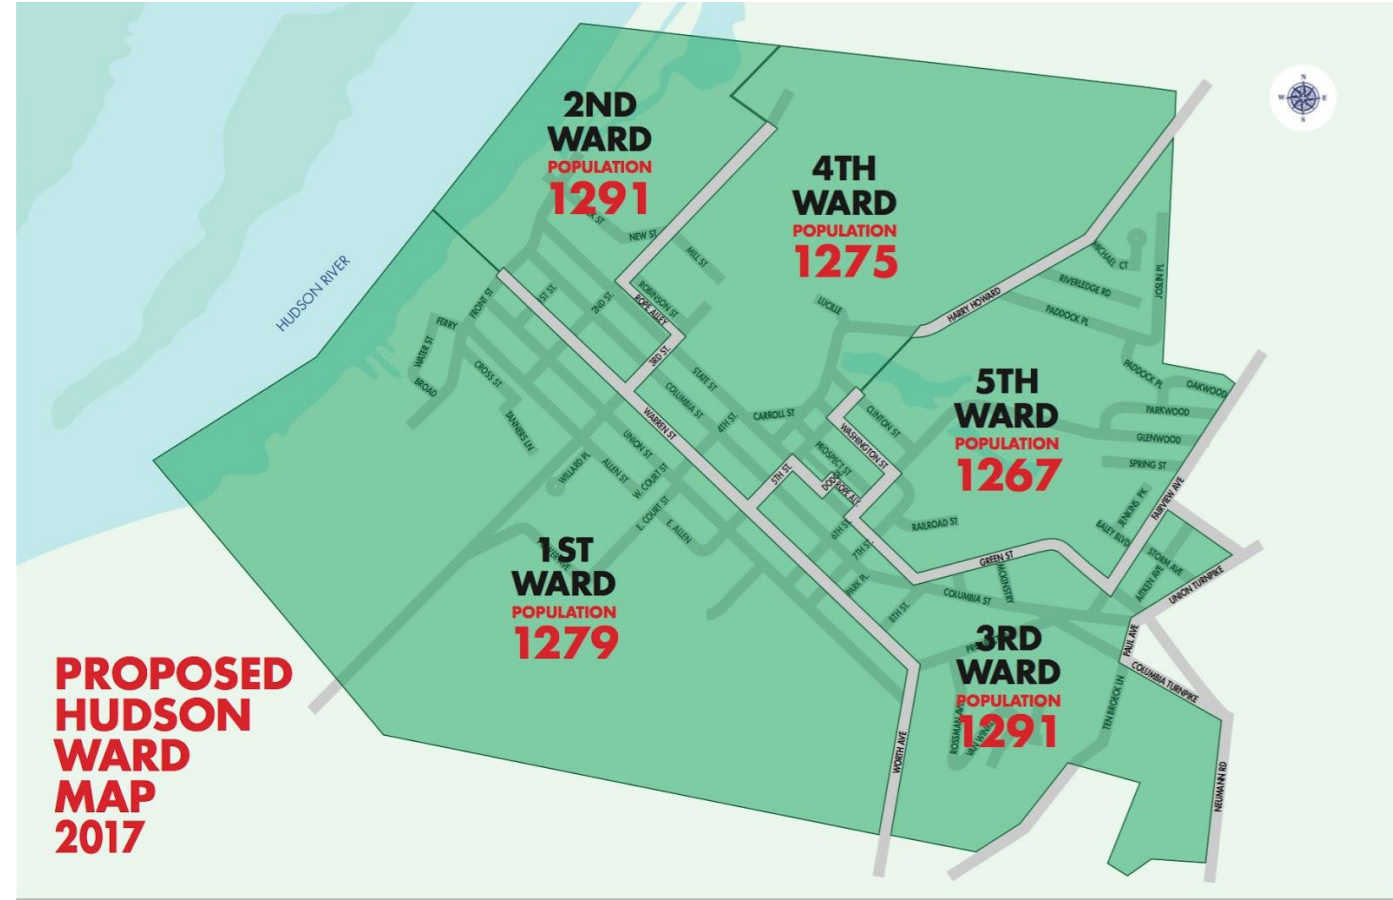 N
W
E
S
2ND
WARD
POPULATION
1291
4TH
WARD
POPULATION
1275
5TH
WARD
POPULATION
1267
1ST
WARD
POPULATION
1279
3RD
WARD
POPULATION
1291
PROPOSED
HUDSON
WARD
MAP
2017
HUDSON RIVER
NEW ST
MILL ST
FRONT ST.
1ST ST.
2ND ST.
ROBINSON ST
ROPE ALLEY
3RD ST.
FERRY
WATER ST
BROAD
CROSS ST
TANNERS LN
WILLARD PL
UNION ST
ALLEN ST
W. COURT ST
E. COURT ST
E. ALLEN
WARREN ST
COLUMBIA ST
STATE ST
4TH ST.
CARROLL ST
LUCILLE
HARRY HOWARD
MICHAEL CT
RIVERLEDGE RD
PADDOCK PL
JOSLIN PL
PADDOCK PL
OAKWOOD
PARKWOOD
GLENWOOD
SPRING ST
JENKINS PK
FAIRVIEW AVE
BALEY BLVD
STORM AVE
AITKEN AVE
UNION TURNPIKE
CLINTON ST
WASHINGTON ST
PROSPECT ST
5TH ST.
6TH ST.
7TH ST.
PARK PL
8TH ST.
RAILROAD ST
GREEN ST
MCKINSTRY
COLUMBIA ST
PAUL AVE
COLUMBIA TURNPIKE
TEN BROECK LN
ROSSMAN AVE
WORTH AVE
NEUMANN RD